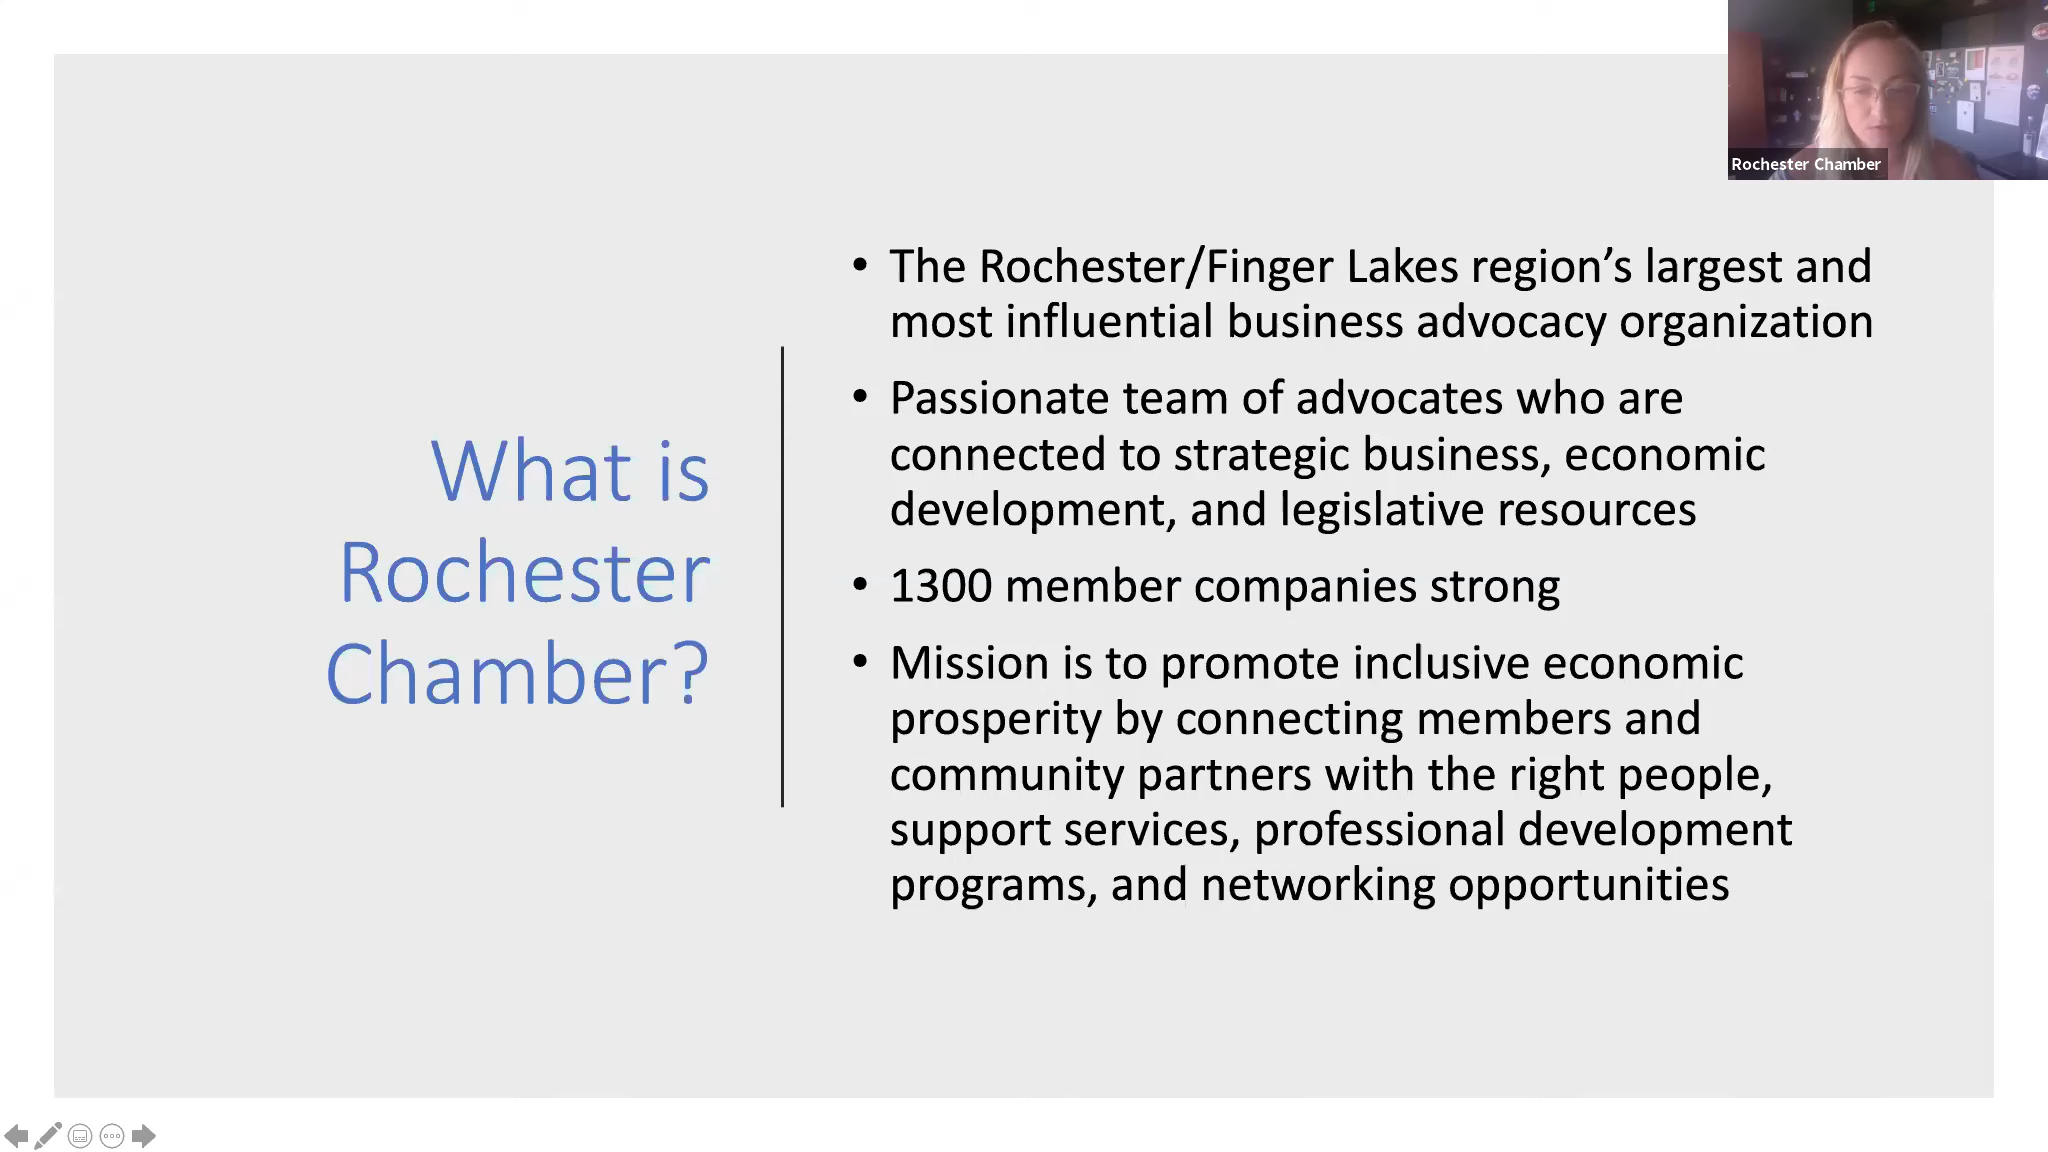 What is
Rochester
Chamber?
• The Rochester/Finger Lakes region’s largest and
most influential business advocacy organization
• Passionate team of advocates who are
connected to strategic business, economic
development, and legislative resources
• 1300 member companies strong
• Mission is to promote inclusive economic
prosperity by connecting members and
community partners with the right people,
support services, professional development
programs, and networking opportunities
Rochester Chamber